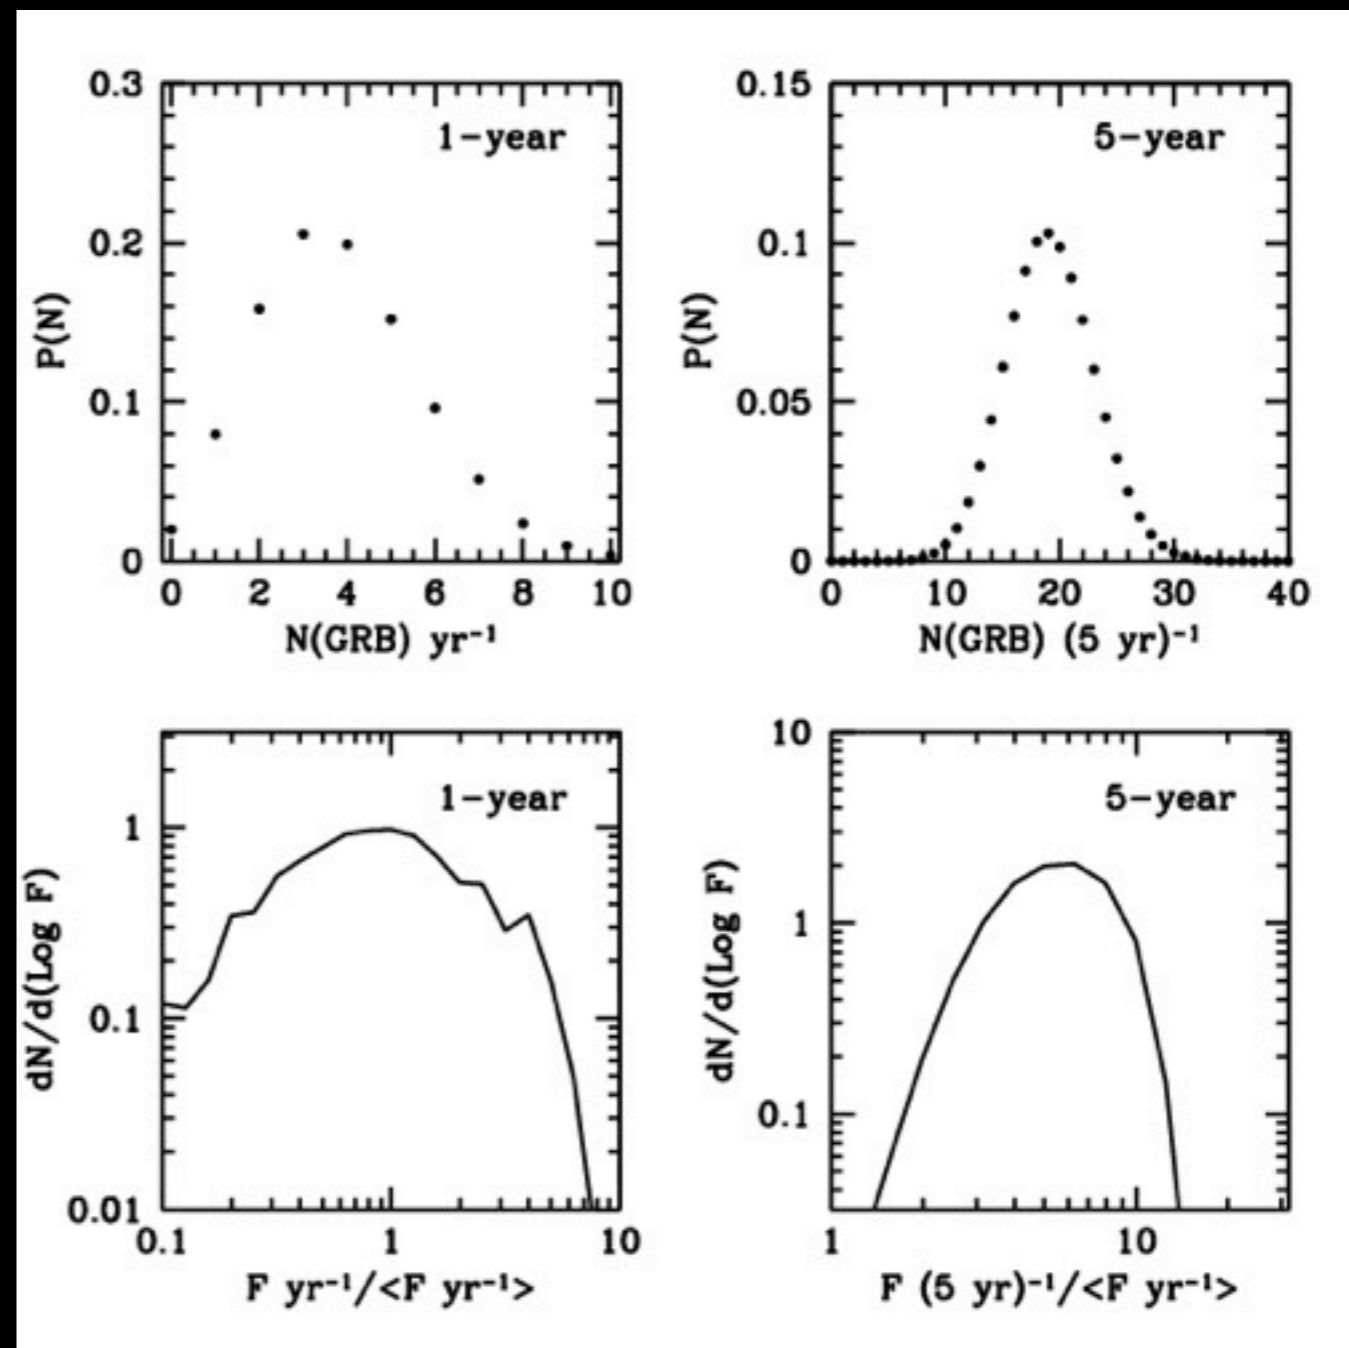 0.3
0.2
0.1
0
P(N)
1-year
0 2 4 6 8 10
N(GRB) yr⁻¹
0.15
0.1
0.05
0
P(N)
5-year
0 10 20 30 40
N(GRB) (5 yr)⁻¹
1
0.1
0.01
dN/d(Log F)
1-year
0.1 1 10
F yr⁻¹/<F yr⁻¹>
10
1
0.1
dN/d(Log F)
5-year
1 10
F (5 yr)⁻¹/<F yr⁻¹>